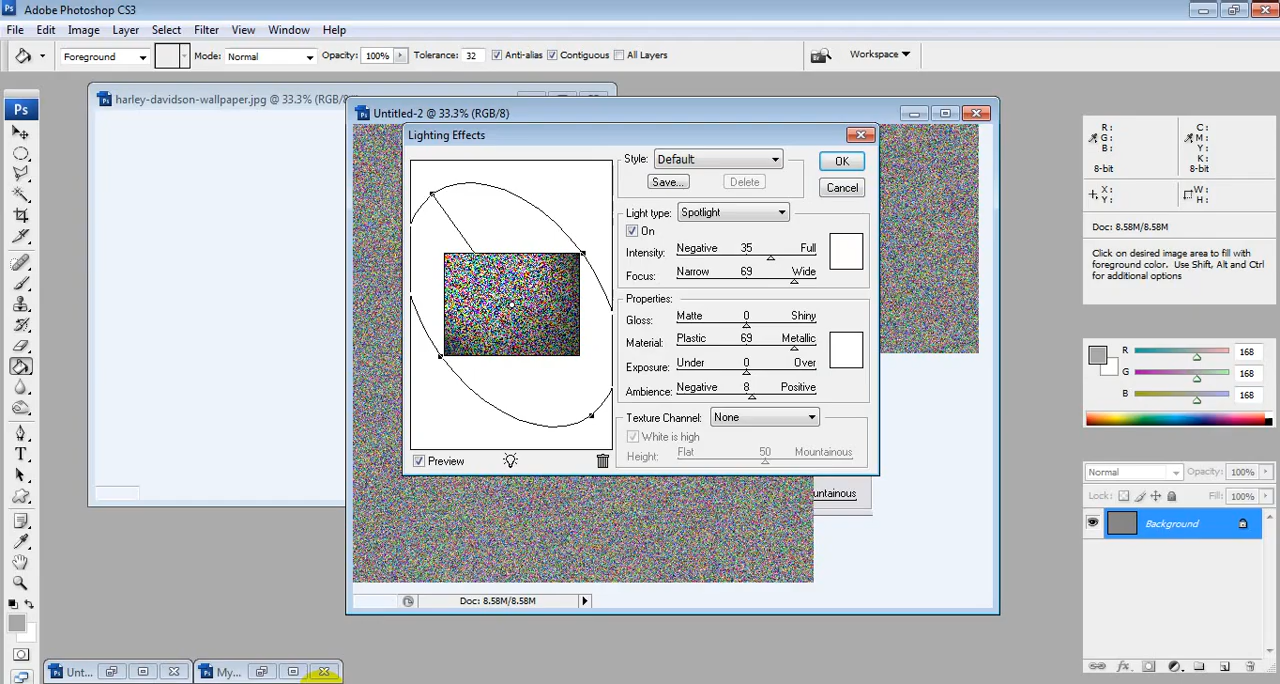 Ps Adobe Photoshop CS3
File Edit Image Layer Select Filter View Window Help
Foreground Mode: Normal Opacity: 100% Tolerance: 32 Anti-alias Contiguous All Layers Workspace
Ps
harley-davidson-wallpaper.jpg @ 33.3% (RGB/8
Untitled-2 @ 33.3% (RGB/8)
Lighting Effects
Style: Default OK
Save... Delete Cancel
Light type: Spotlight
On
Intensity: Negative 35 Full
Focus: Narrow 69 Wide
Properties:
Gloss: Matte 0 Shiny
Material: Plastic 69 Metallic
Exposure: Under 0 Over
Ambience: Negative 8 Positive
Texture Channel: None
White is high
Height: Flat 50 Mountainous
Preview
untainous
Doc: 8.58M/8.58M
R: C:
G: M:
B: Y:
K:
8-bit 8-bit
X: W:
Y: H:
Doc: 8.58M/8.58M
Click on desired image area to fill with
foreground color. Use Shift, Alt and Ctrl
for additional options
R 168
G 168
B 168
Normal Opacity: 100%
Lock: Fill: 100%
Background
T
fx
Ps Unt... Ps My...